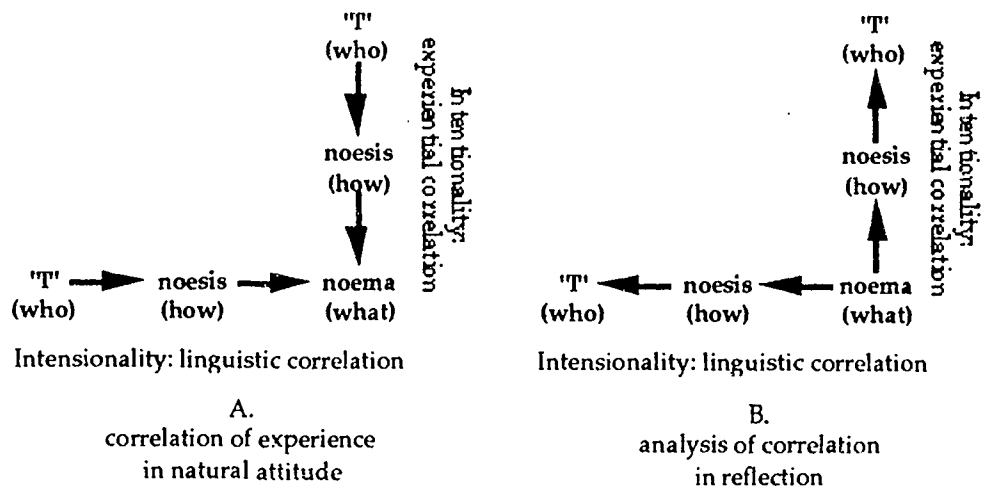 'I'
(who)
noesis
(how)
'I'
(who)
noesis
(how)
noema
(what)
Intentionality:
experiential correlation
Intensionality: linguistic correlation
A.
correlation of experience
in natural attitude
'I'
(who)
noesis
(how)
'I'
(who)
noesis
(how)
noema
(what)
Intentionality:
experiential correlation
Intensionality: linguistic correlation
B.
analysis of correlation
in reflection